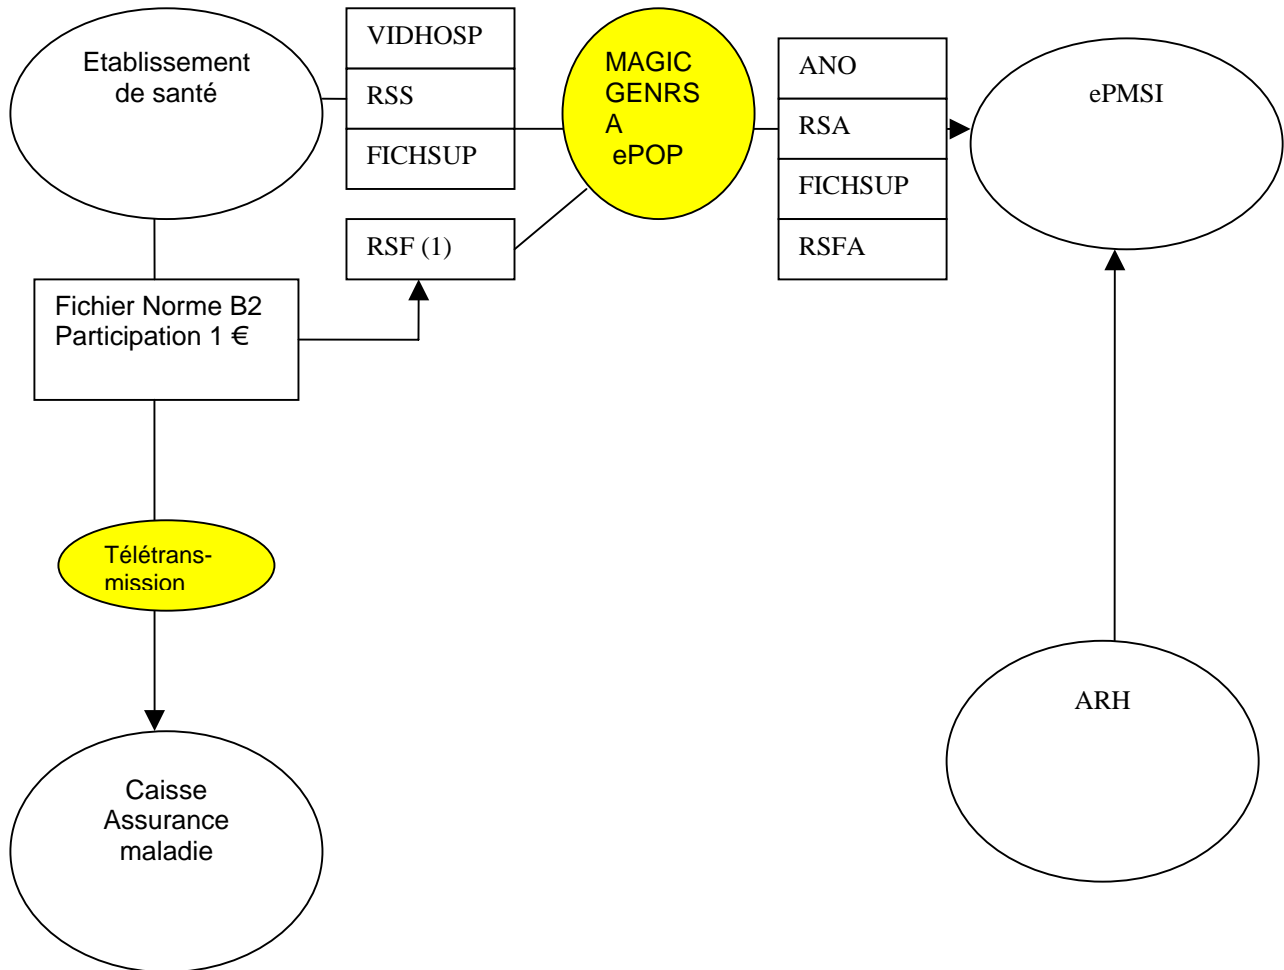 Etablissement
de santé
VIDHOSP
RSS
FICHSUP
RSF (1)
MAGIC
GENRS
A
ePOP
ANO
RSA
FICHSUP
RSFA
ePMSI
Fichier Norme B2
Participation 1 €
Télétrans-
mission
Caisse
Assurance
maladie
ARH